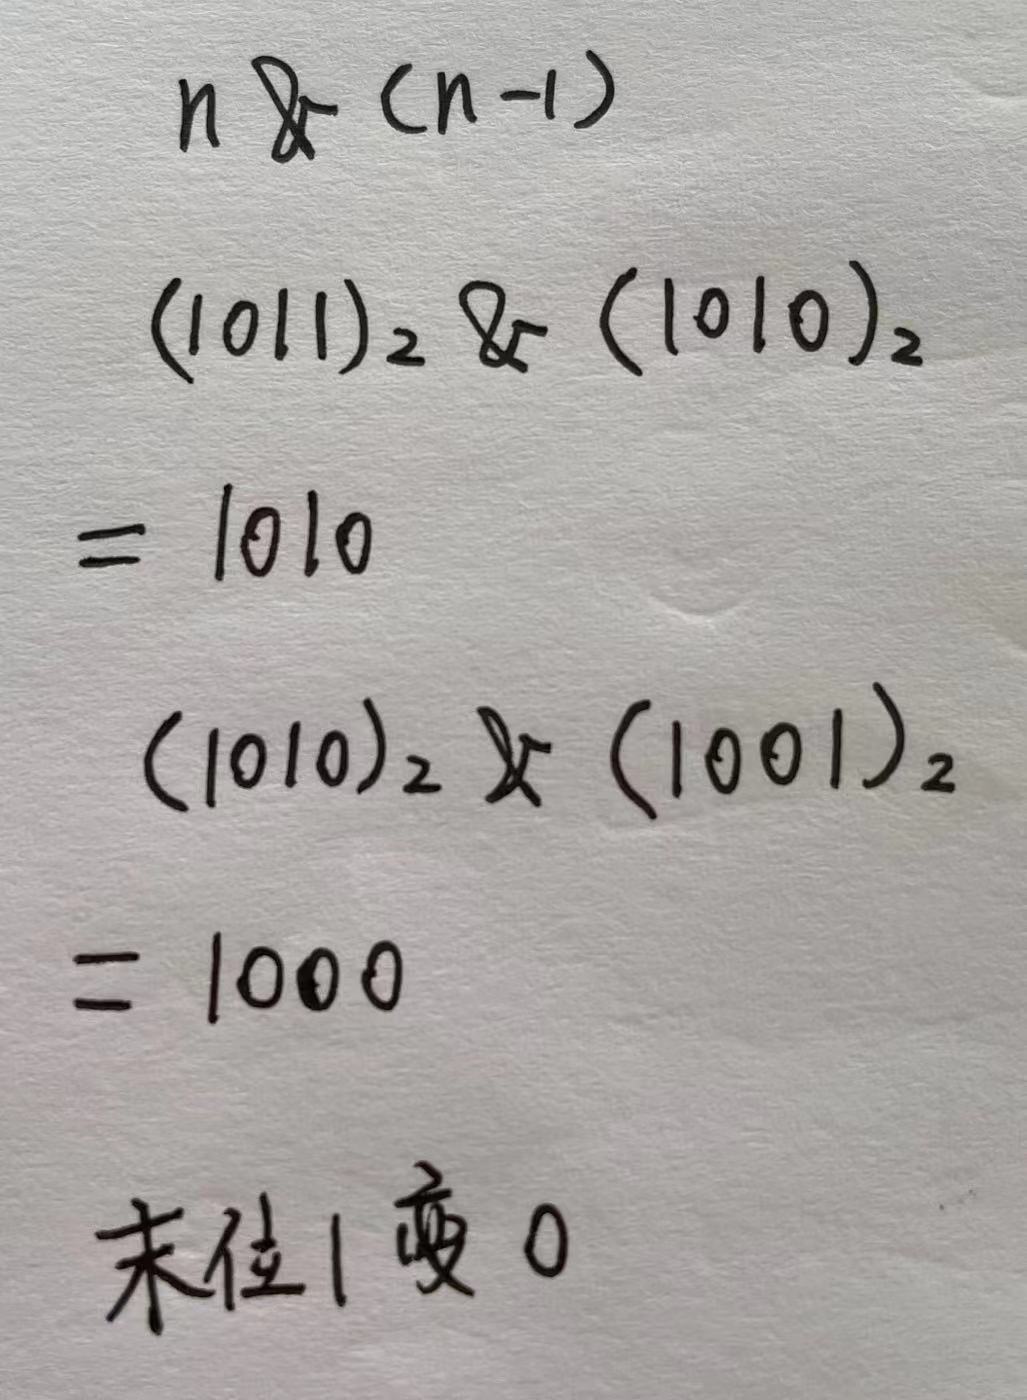 n & (n-1)
(1011)₂ & (1010)₂
= 1010
(1010)₂ & (1001)₂
= 1000
末位1变0